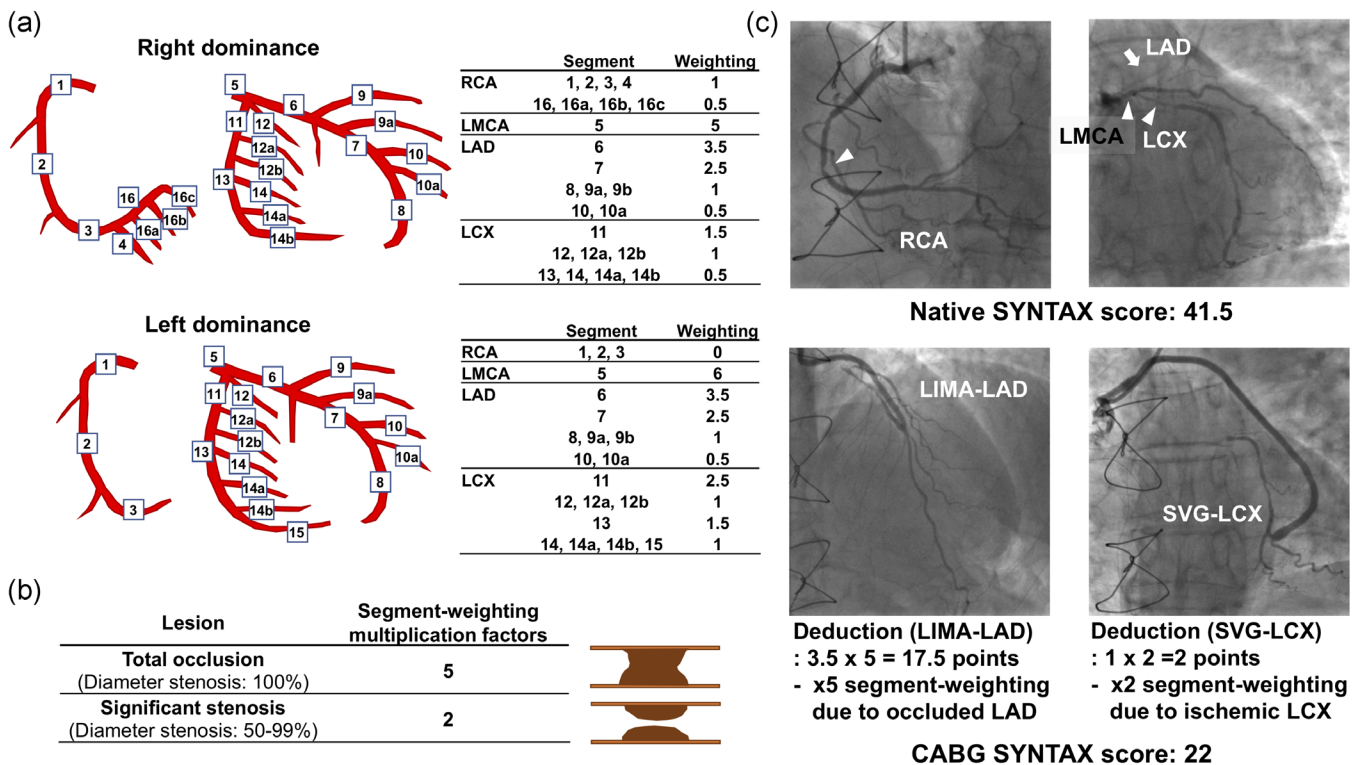 (a)
Right dominance
1
2
3
4
16
16a
16b
16c
5
6
9
9a
7
10
10a
8
11
12
12a
12b
13
14
14a
14b
Segment Weighting
RCA 1, 2, 3, 4 1
16, 16a, 16b, 16c 0.5
LMCA 5 5
LAD 6 3.5
7 2.5
8, 9a, 9b 1
10, 10a 0.5
LCX 11 1.5
12, 12a, 12b 1
13, 14, 14a, 14b 0.5
Left dominance
1
2
3
5
6
9
9a
7
10
10a
8
11
12
12a
12b
13
14
14a
14b
15
Segment Weighting
RCA 1, 2, 3 0
LMCA 5 6
LAD 6 3.5
7 2.5
8, 9a, 9b 1
10, 10a 0.5
LCX 11 2.5
12, 12a, 12b 1
13 1.5
14, 14a, 14b, 15 1
(b)
Lesion Segment-weighting
multiplication factors
Total occlusion
(Diameter stenosis: 100%) 5
Significant stenosis
(Diameter stenosis: 50-99%) 2
(c)
RCA
LAD
LMCA
LCX
Native SYNTAX score: 41.5
LIMA-LAD
SVG-LCX
Deduction (LIMA-LAD)
: 3.5 x 5 = 17.5 points
- x5 segment-weighting
due to occluded LAD
Deduction (SVG-LCX)
: 1 x 2 =2 points
- x2 segment-weighting
due to ischemic LCX
CABG SYNTAX score: 22